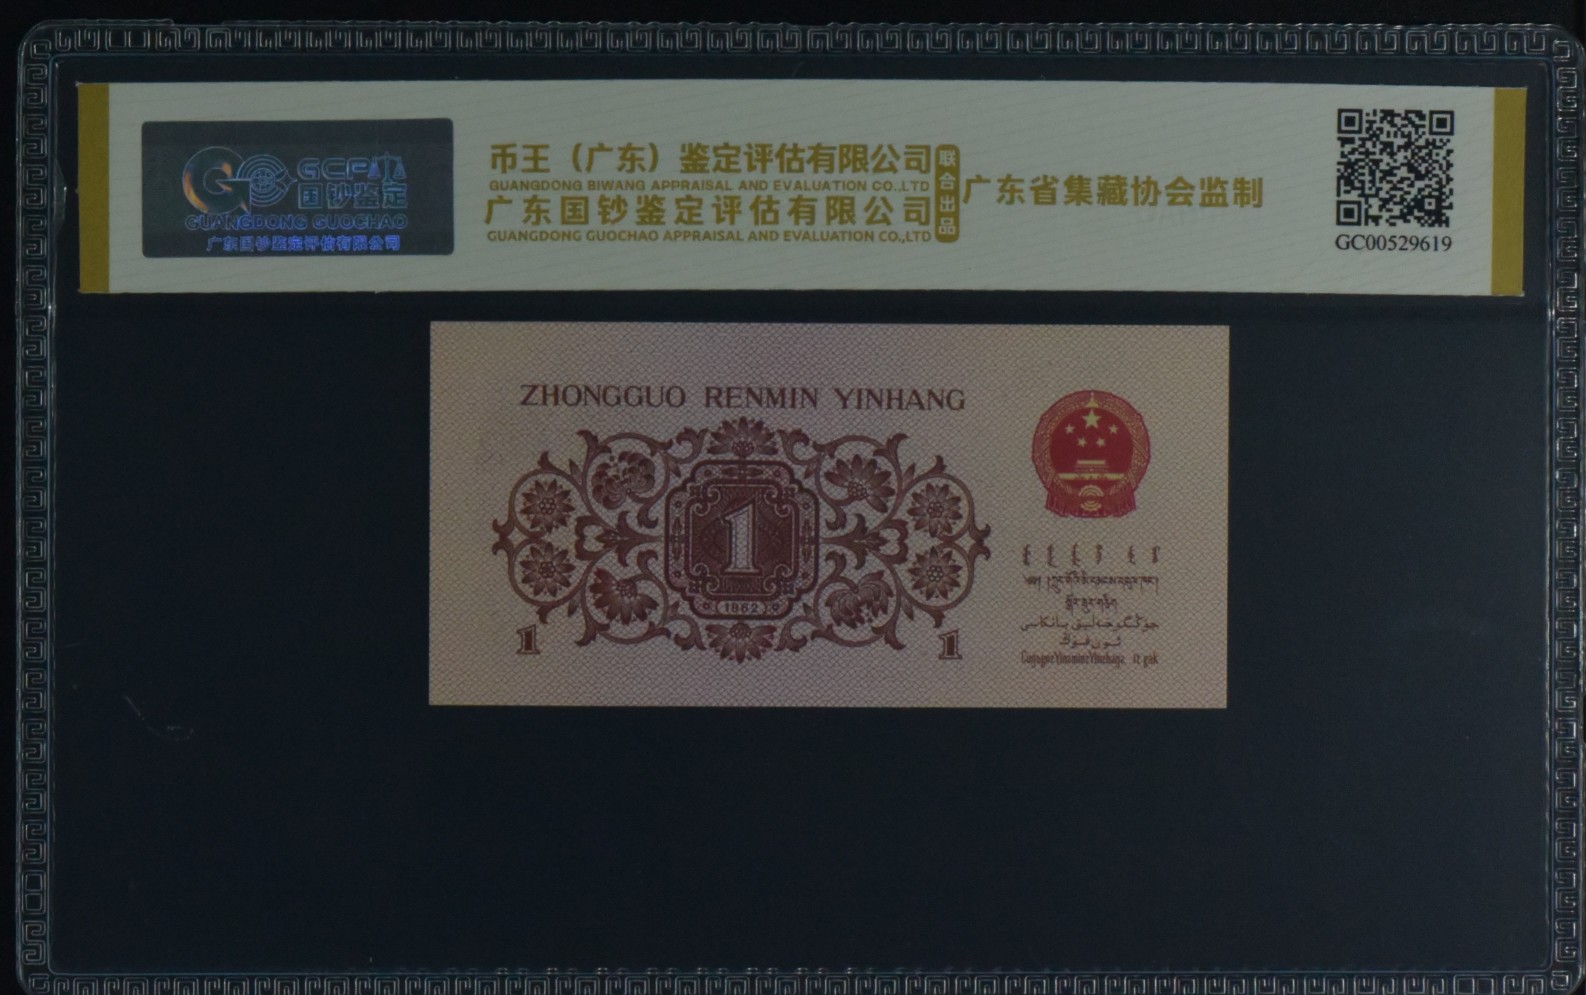 GCP
国钞鉴定
GUANGDONG GUOCHAO
广东国钞鉴定评估有限公司
币王（广东）鉴定评估有限公司
GUANGDONG BIWANG APPRAISAL AND EVALUATION CO.,LTD
广东国钞鉴定评估有限公司
GUANGDONG GUOCHAO APPRAISAL AND EVALUATION CO.,LTD
联合出品
广东省集藏协会监制
GC00529619
ZHONGGUO RENMIN YINHANG
1
1962
1
1